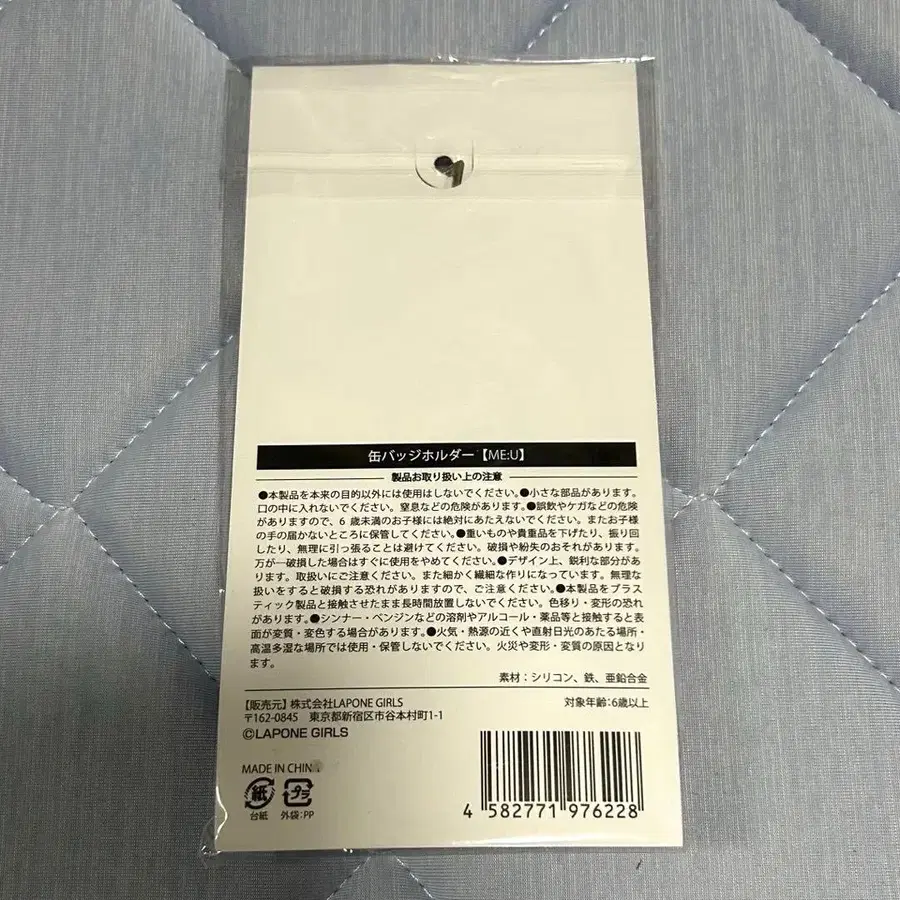 缶バッジホルダー【ME:U】
製品お取り扱い上の注意
●本製品を本来の目的以外には使用はしないでください。●小さな部品があります。
口の中に入れないでください。窒息などの危険があります。●誤飲やケガなどの危険
がありますので、6 歳未満のお子様には絶対にあたえないでください。またお子様
の手の届かないところに保管してください。●重いものや貴重品を下げたり、振り回
したり、無理に引っ張ることは避けてください。破損や紛失のおそれがあります。
万が一破損した場合はすぐに使用をやめてください。●デザイン上、鋭利な部分があ
ります。取扱いにご注意ください。また細かく繊細な作りになっています。無理な
扱いをすると破損する恐れがありますので、ご注意ください。●本製品をプラス
ティック製品と接触させたまま長時間放置しないでください。色移り・変形の恐れ
があります。●シンナー・ベンジンなどの溶剤やアルコール・薬品等と接触すると表
面が変質・変色する場合があります。●火気・熱源の近くや直射日光のあたる場所・
高温多湿な場所では使用・保管しないでください。火災や変形・変質の原因となり
ます。
素材：シリコン、鉄、亜鉛合金
【販売元】株式会社LAPONE GIRLS 対象年齢:6歳以上
〒162-0845 東京都新宿区市谷本村町1-1
©LAPONE GIRLS
MADE IN CHINA
紙 プラ
台紙 外袋:PP
4 582771 976228